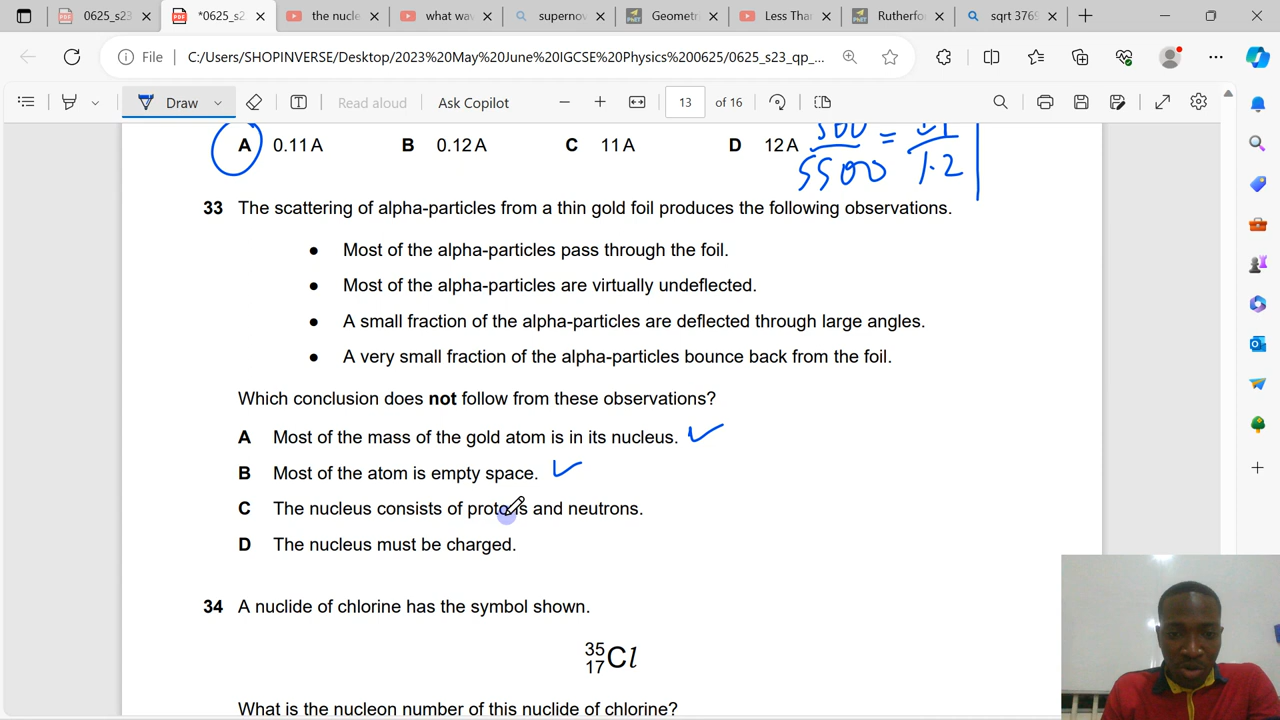 0625_s23
*0625_s2
the nucle
what wav
supernov
Geometr
Less Tha
Rutherfo
sqrt 3769
File
C:/Users/SHOPINVERSE/Desktop/2023%20May%20June%20IGCSE%20Physics%200625/0625_s23_qp_...
Draw
Read aloud
Ask Copilot
13
of 16
A 0.11 A B 0.12 A C 11 A D 12 A
5500 = 1.2
33 The scattering of alpha-particles from a thin gold foil produces the following observations.
• Most of the alpha-particles pass through the foil.
• Most of the alpha-particles are virtually undeflected.
• A small fraction of the alpha-particles are deflected through large angles.
• A very small fraction of the alpha-particles bounce back from the foil.
Which conclusion does not follow from these observations?
A Most of the mass of the gold atom is in its nucleus.
B Most of the atom is empty space.
C The nucleus consists of protons and neutrons.
D The nucleus must be charged.
34 A nuclide of chlorine has the symbol shown.
35
17 Cl
What is the nucleon number of this nuclide of chlorine?